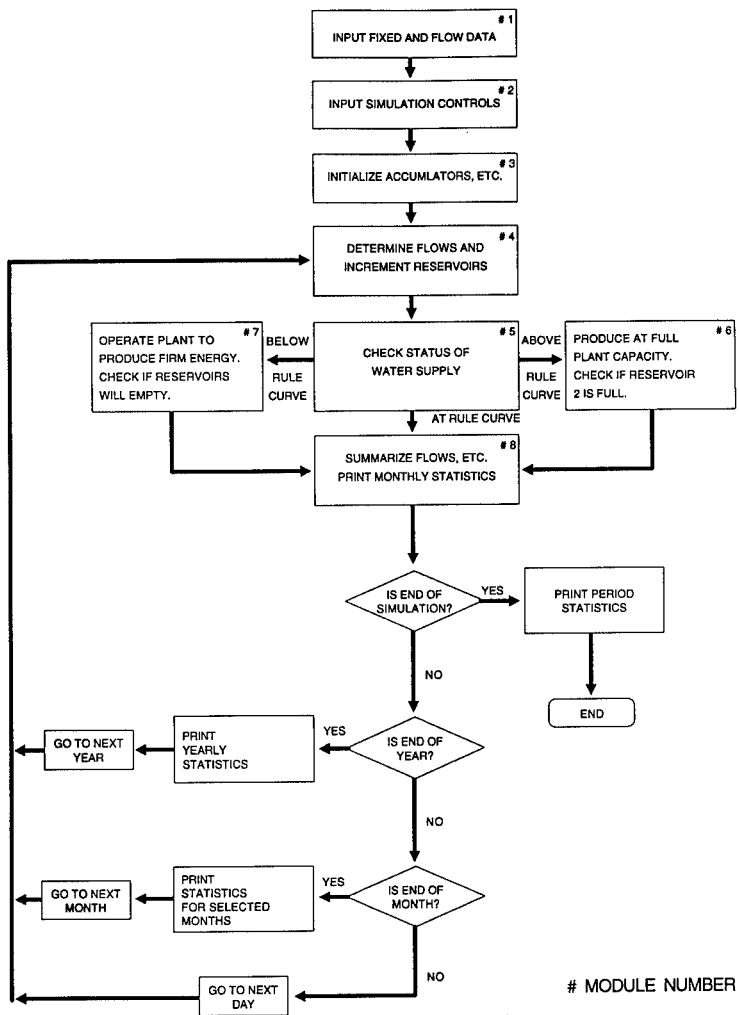 # 1
INPUT FIXED AND FLOW DATA
# 2
INPUT SIMULATION CONTROLS
# 3
INITIALIZE ACCUMLATORS, ETC.
# 4
DETERMINE FLOWS AND
INCREMENT RESERVOIRS
# 7
OPERATE PLANT TO
PRODUCE FIRM ENERGY.
CHECK IF RESERVOIRS
WILL EMPTY.
BELOW
RULE
CURVE
# 5
CHECK STATUS OF
WATER SUPPLY
ABOVE
RULE
CURVE
# 6
PRODUCE AT FULL
PLANT CAPACITY.
CHECK IF RESERVOIR
2 IS FULL.
AT RULE CURVE
# 8
SUMMARIZE FLOWS, ETC.
PRINT MONTHLY STATISTICS
IS END OF
SIMULATION?
YES
PRINT PERIOD
STATISTICS
NO
END
GO TO NEXT
YEAR
PRINT
YEARLY
STATISTICS
YES
IS END OF
YEAR?
NO
GO TO NEXT
MONTH
PRINT
STATISTICS
FOR SELECTED
MONTHS
YES
IS END OF
MONTH?
NO
GO TO NEXT
DAY
# MODULE NUMBER